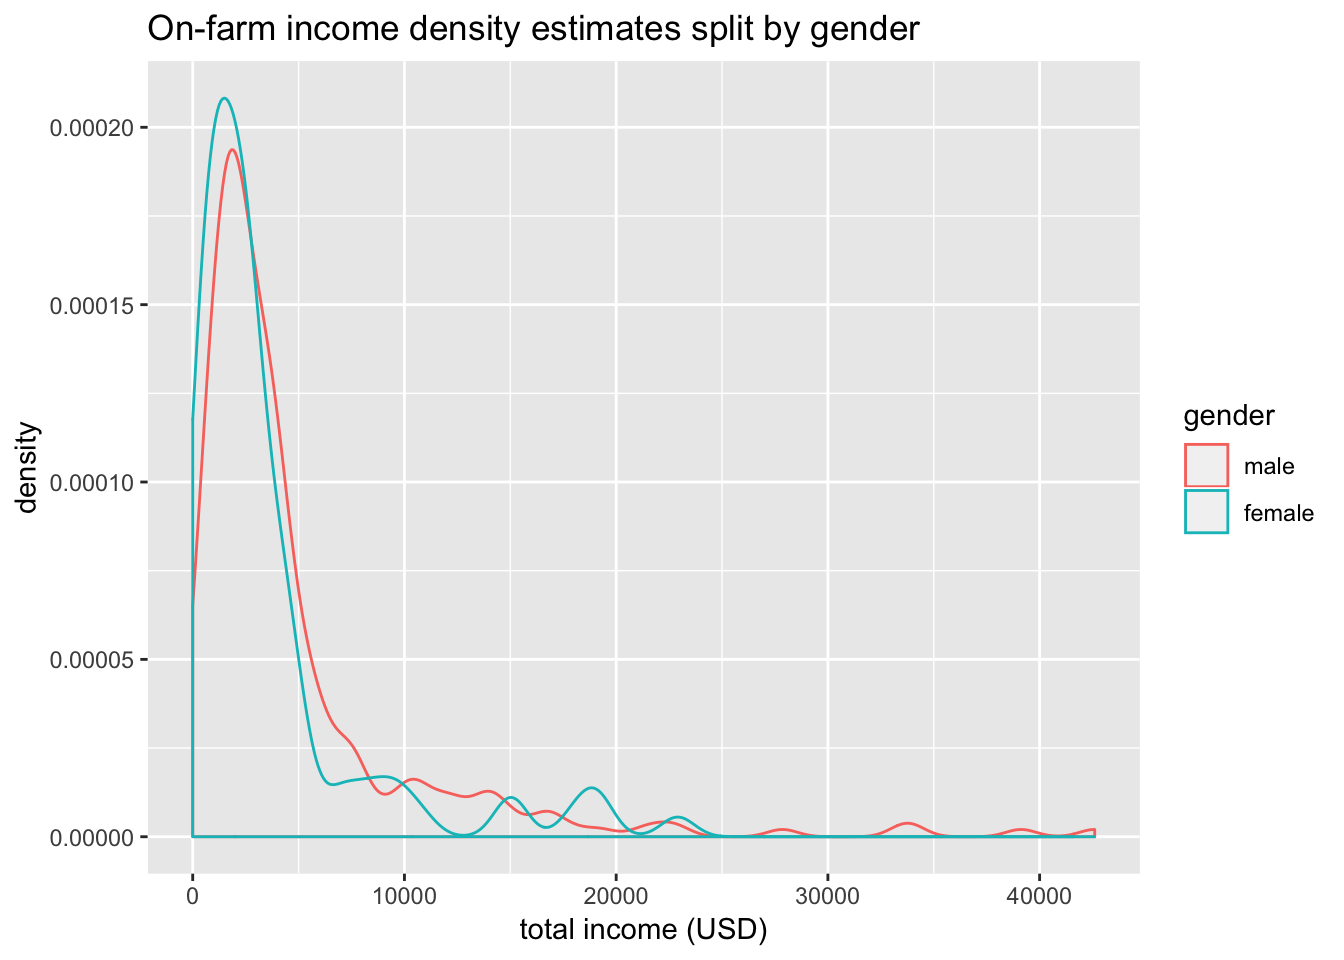 On-farm income density estimates split by gender
0.00020
0.00015
0.00010
0.00005
0.00000
density
0
10000
20000
30000
40000
total income (USD)
gender
male
female